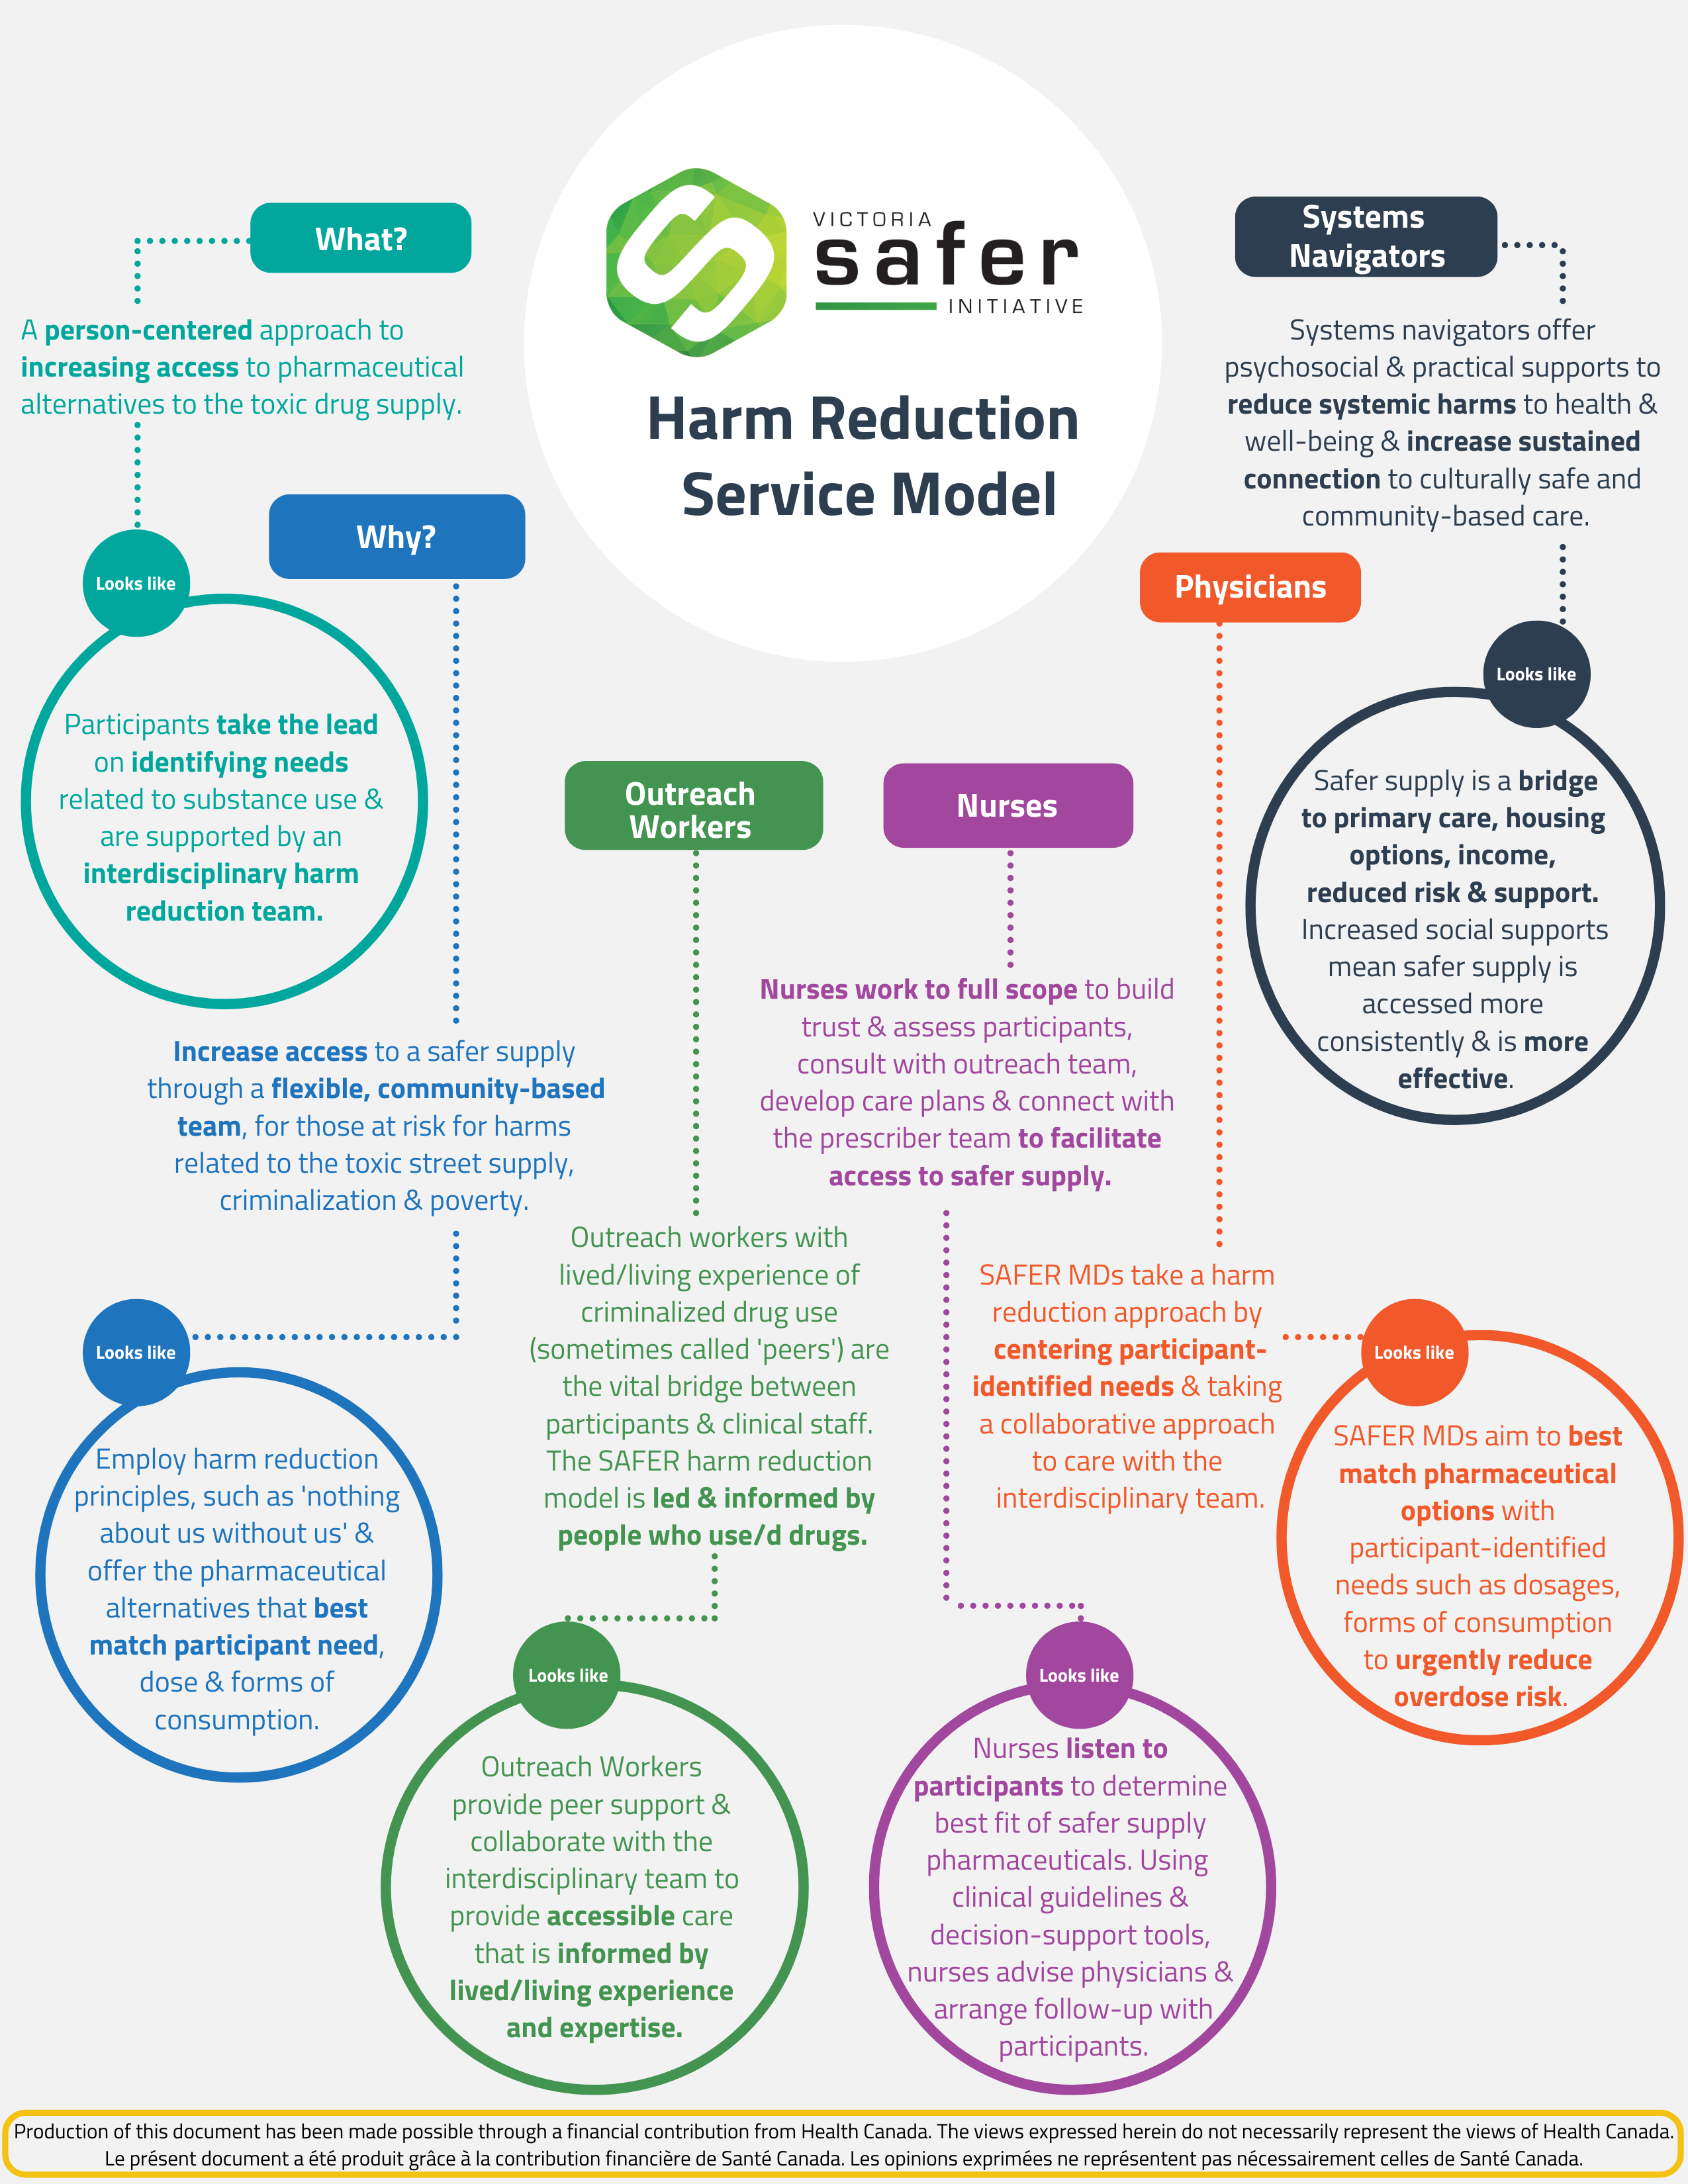 VICTORIA
safer
INITIATIVE
Harm Reduction
Service Model
What?
A person-centered approach to
increasing access to pharmaceutical
alternatives to the toxic drug supply.
Looks like
Participants take the lead
on identifying needs
related to substance use &
are supported by an
interdisciplinary harm
reduction team.
Why?
Increase access to a safer supply
through a flexible, community-based
team, for those at risk for harms
related to the toxic street supply,
criminalization & poverty.
Looks like
Employ harm reduction
principles, such as 'nothing
about us without us' &
offer the pharmaceutical
alternatives that best
match participant need,
dose & forms of
consumption.
Outreach
Workers
Outreach workers with
lived/living experience of
criminalized drug use
(sometimes called 'peers') are
the vital bridge between
participants & clinical staff.
The SAFER harm reduction
model is led & informed by
people who use/d drugs.
Looks like
Outreach Workers
provide peer support &
collaborate with the
interdisciplinary team to
provide accessible care
that is informed by
lived/living experience
and expertise.
Nurses
Nurses work to full scope to build
trust & assess participants,
consult with outreach team,
develop care plans & connect with
the prescriber team to facilitate
access to safer supply.
Looks like
Nurses listen to
participants to determine
best fit of safer supply
pharmaceuticals. Using
clinical guidelines &
decision-support tools,
nurses advise physicians &
arrange follow-up with
participants.
Physicians
SAFER MDs take a harm
reduction approach by
centering participant-
identified needs & taking
a collaborative approach
to care with the
interdisciplinary team.
Looks like
SAFER MDs aim to best
match pharmaceutical
options with
participant-identified
needs such as dosages,
forms of consumption
to urgently reduce
overdose risk.
Systems
Navigators
Systems navigators offer
psychosocial & practical supports to
reduce systemic harms to health &
well-being & increase sustained
connection to culturally safe and
community-based care.
Looks like
Safer supply is a bridge
to primary care, housing
options, income,
reduced risk & support.
Increased social supports
mean safer supply is
accessed more
consistently & is more
effective.
Production of this document has been made possible through a financial contribution from Health Canada. The views expressed herein do not necessarily represent the views of Health Canada.
Le présent document a été produit grâce à la contribution financière de Santé Canada. Les opinions exprimées ne représentent pas nécessairement celles de Santé Canada.